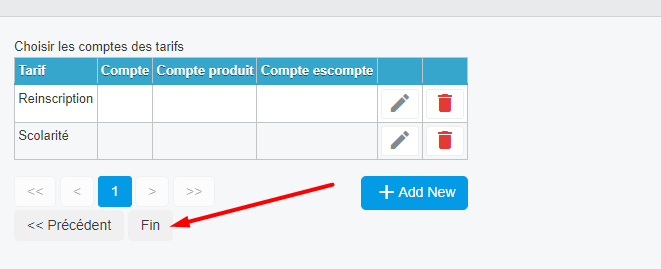 Choisir les comptes des tarifs
Tarif Compte Compte produit Compte escompte
Reinscription
Scolarité
<< < 1 > >> + Add New
<< Précédent Fin